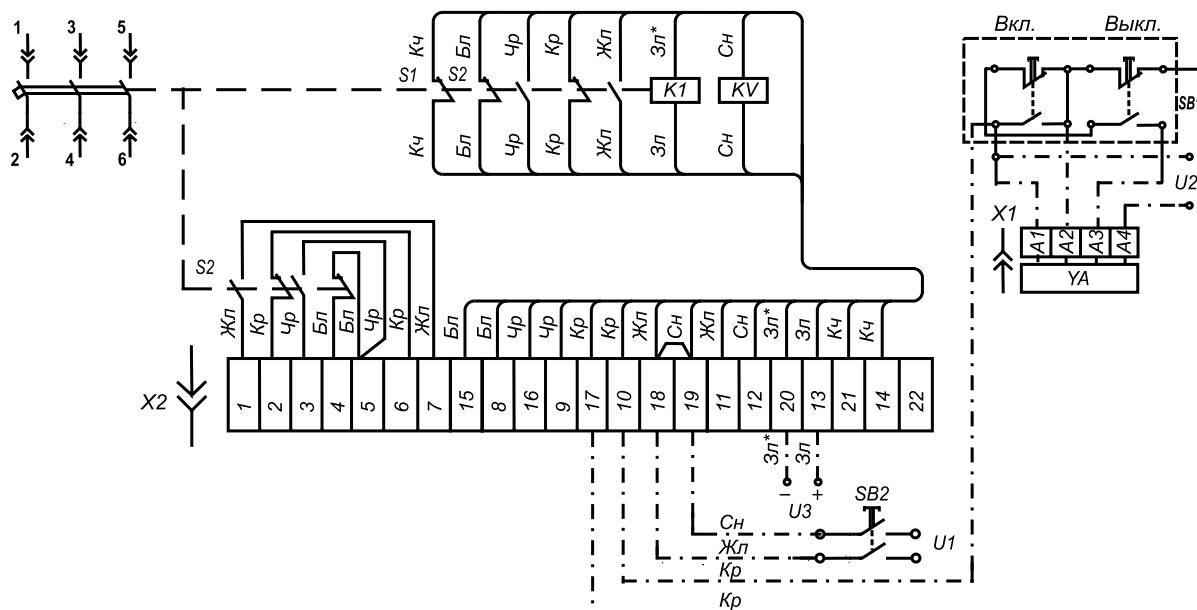 1 3 5
2 4 6
S1 S2
Кч Бл Чр Кр Жл Зл* Сн
K1 KV
Кч Бл Чр Кр Жл Зл Сн
Вкл. Выкл.
U2
X1
A1 A2 A3 A4
YA
S2
Жл Кр Чр Бл Бл Чр Кр Жл Бл Бл Чр Чр Кр Кр Жл Сн Жл Сн Зл* Зл Кч Кч
X2
1 2 3 4 5 6 7 15 8 16 9 17 10 18 19 11 12 20 13 21 14 22
Зл* Зл
– +
U3
SB2
Сн
U1
Жл
Кр
Кр